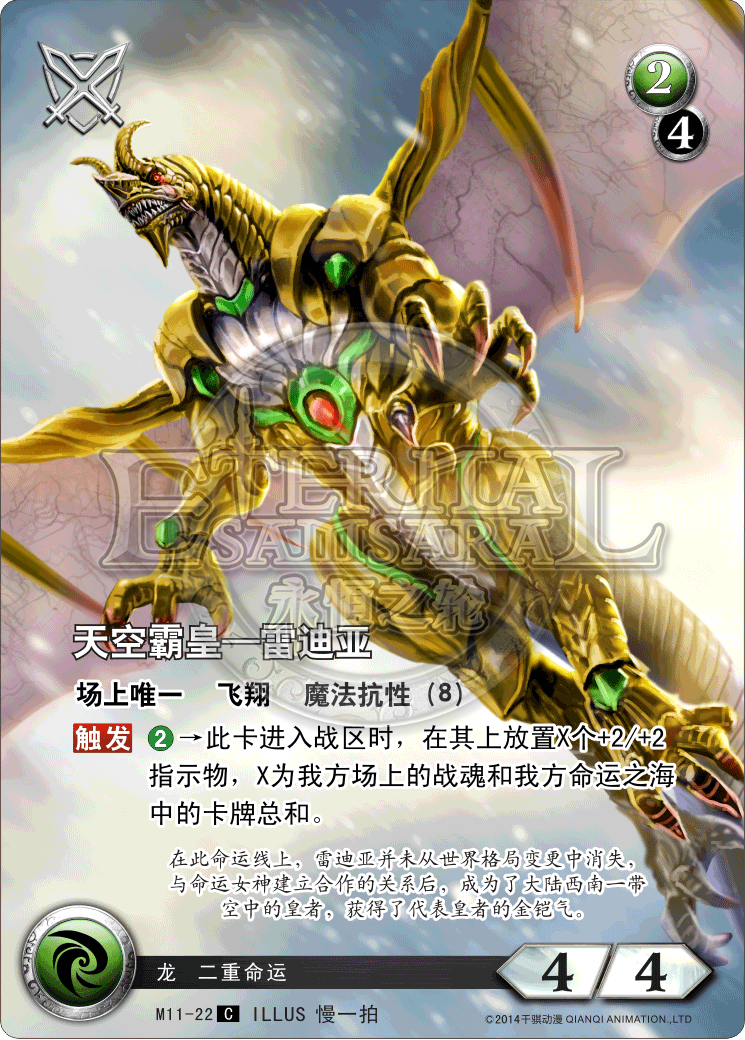 2
4
ETERNAL
SAMSARA
永恒之轮
天空霸皇—雷迪亚
场上唯一 飞翔 魔法抗性（8）
触发 2→此卡进入战区时，在其上放置X个+2/+2
指示物，X为我方场上的战魂和我方命运之海
中的卡牌总和。
在此命运线上，雷迪亚并未从世界格局变更中消失，
与命运女神建立合作的关系后，成为了大陆西南一带
空中的皇者，获得了代表皇者的金铠气。
龙 二重命运
4 4
M11-22 C ILLUS 慢一拍
©2014千骐动漫 QIANQI ANIMATION.,LTD